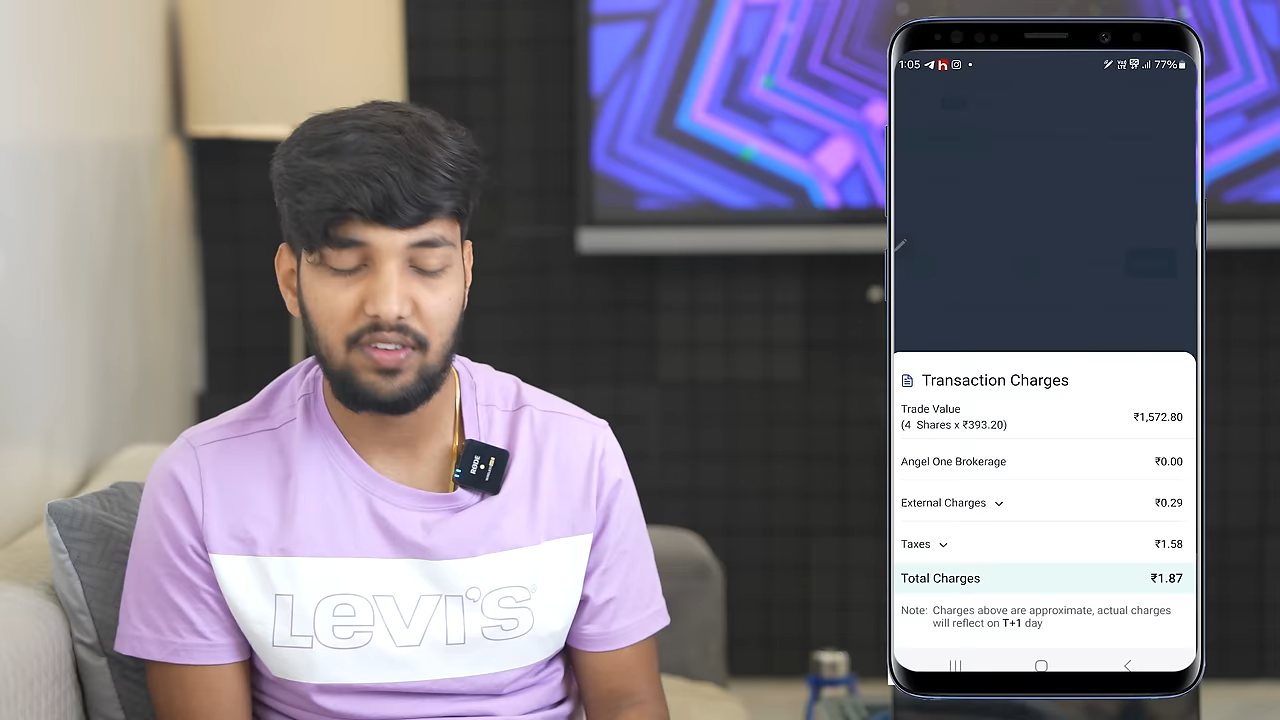 1:05
77%
Transaction Charges
Trade Value
(4 Shares x ₹393.20)
₹1,572.80
Angel One Brokerage
₹0.00
External Charges
₹0.29
Taxes
₹1.58
Total Charges
₹1.87
Note: Charges above are approximate, actual charges
will reflect on T+1 day
RODE
LEVI'S